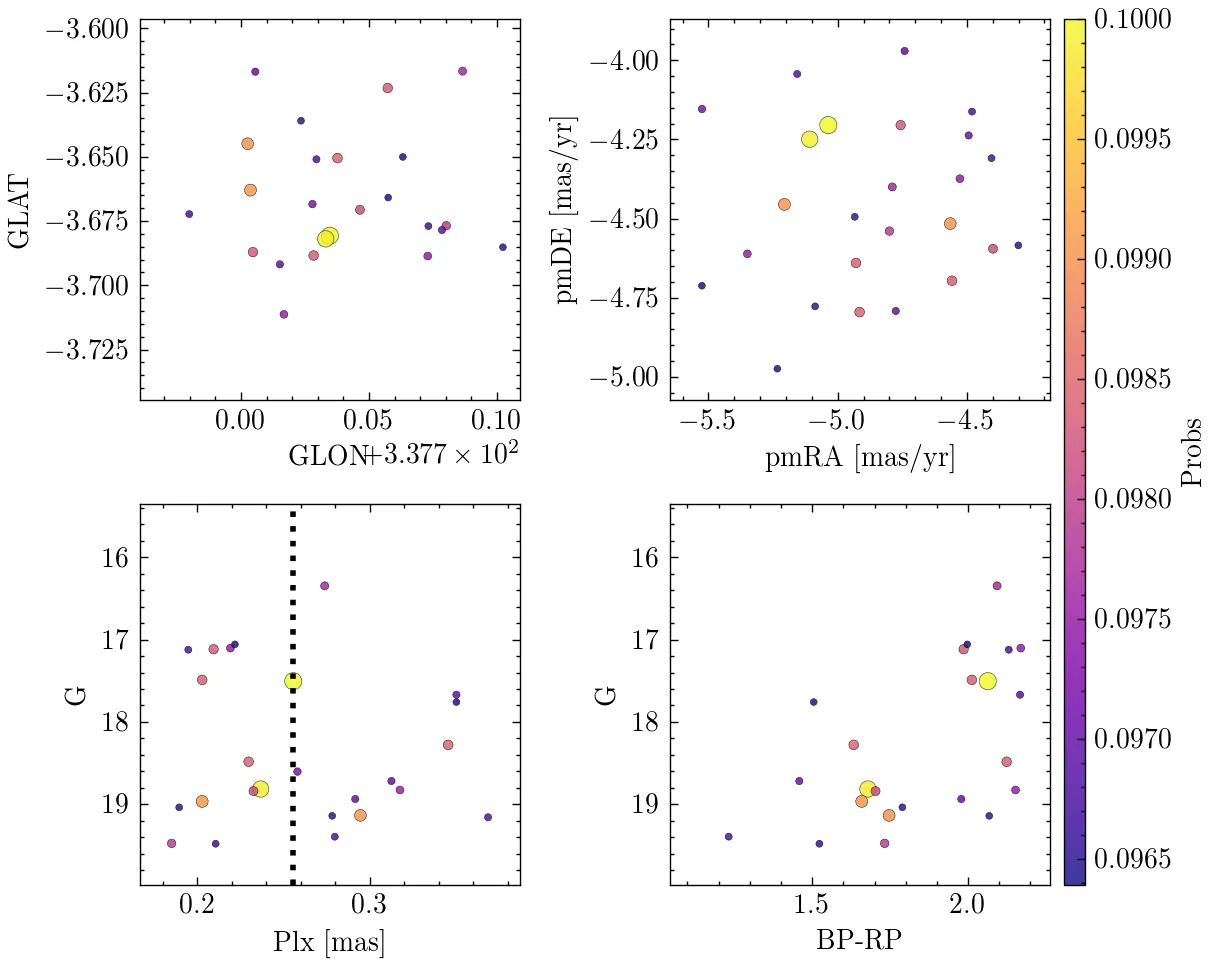 −3.600
−3.625
−3.650
−3.675
−3.700
−3.725
GLAT
0.00 0.05 0.10
GLON+3.377 × 10²
−4.00
−4.25
−4.50
−4.75
−5.00
pmDE [mas/yr]
−5.5 −5.0 −4.5
pmRA [mas/yr]
16
17
18
19
G
0.2 0.3
Plx [mas]
16
17
18
19
G
1.5 2.0
BP-RP
0.1000
0.0995
0.0990
0.0985
0.0980
0.0975
0.0970
0.0965
Probs